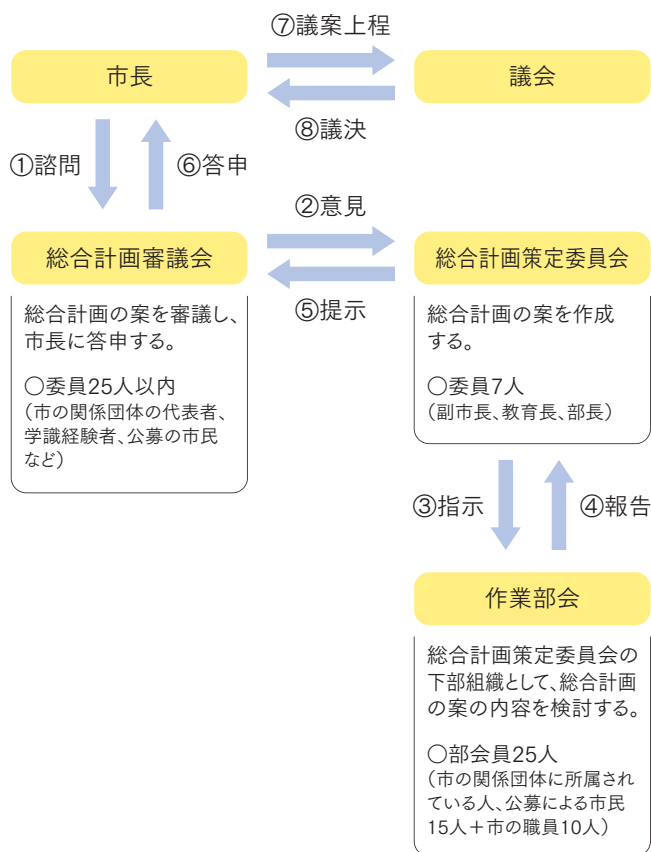 ⑦議案上程
市長
議会
⑧議決
①諮問
⑥答申
②意見
総合計画審議会
総合計画策定委員会
⑤提示
総合計画の案を審議し、
市長に答申する。
○委員25人以内
（市の関係団体の代表者、
学識経験者、公募の市民
など）
総合計画の案を作成
する。
○委員7人
（副市長、教育長、部長）
③指示
④報告
作業部会
総合計画策定委員会の
下部組織として、総合計画
の案の内容を検討する。
○部会員25人
（市の関係団体に所属され
ている人、公募による市民
15人＋市の職員10人）